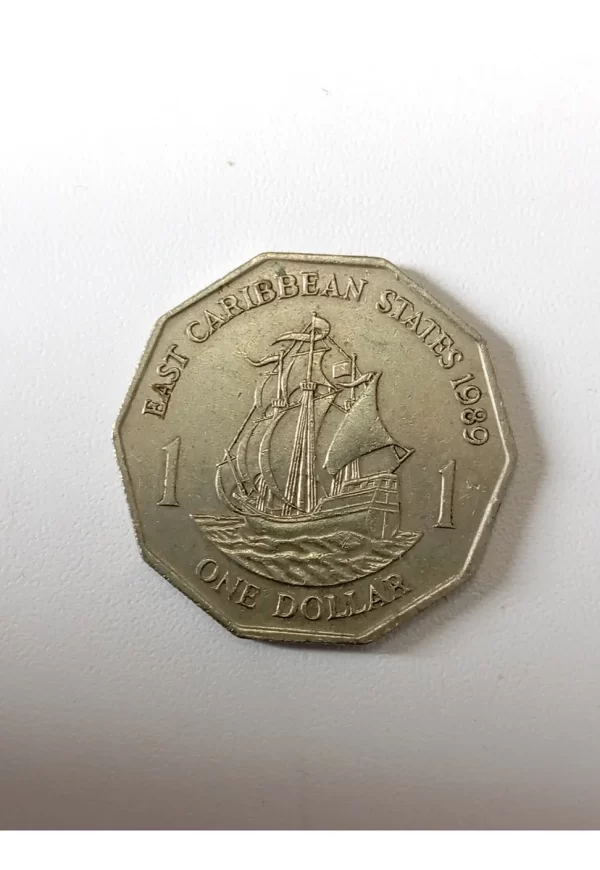 EAST CARIBBEAN STATES 1989
1 1
ONE DOLLAR